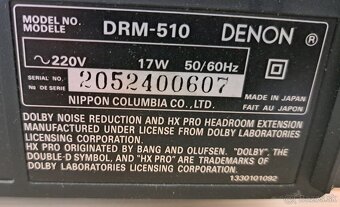 MODEL NO.
MODELE
DRM-510
DENON ®
~220V 17W 50/60Hz
SERIAL NO.
No DE SERIE
2052400607
NIPPON COLUMBIA CO.,LTD.
MADE IN JAPAN
FAIT AU JAPON
DOLBY NOISE REDUCTION AND HX PRO HEADROOM EXTENSION
MANUFACTURED UNDER LICENSE FROM DOLBY LABORATORIES
LICENSING CORPORATION.
HX PRO ORIGINATED BY BANG AND OLUFSEN. "DOLBY", THE
DOUBLE-D SYMBOL, AND "HX PRO" ARE TRADEMARKS OF
DOLBY LABORATORIES LICENSING CORPORATION.
1330101092